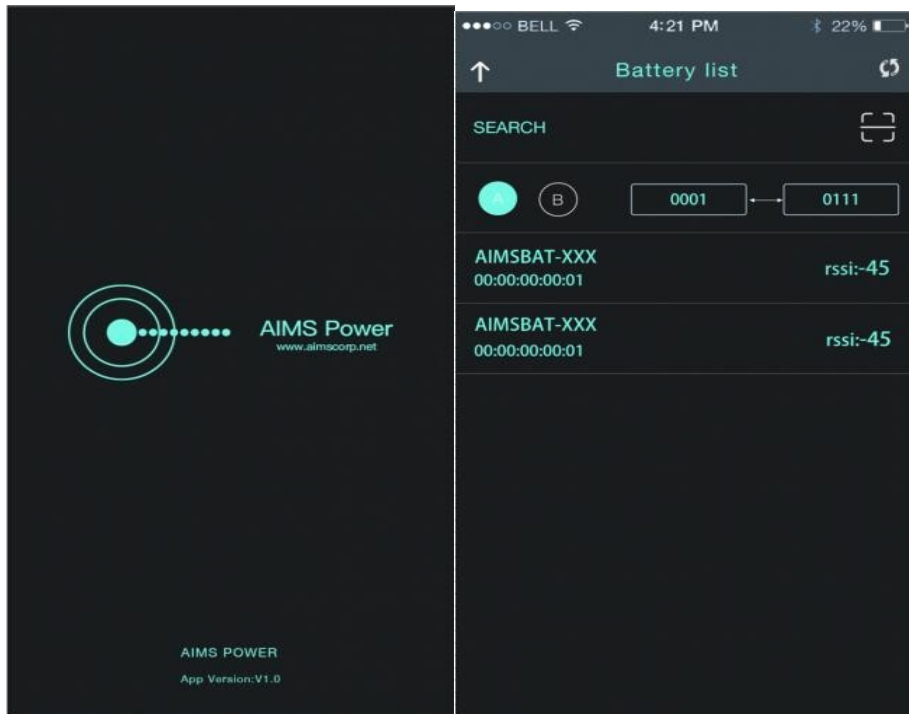 AIMS Power
www.aimscorp.net
AIMS POWER
App Version:V1.0
BELL 4:21 PM 22%
Battery list
SEARCH
A B 0001 0111
AIMSBAT-XXX
00:00:00:00:01
rssi:-45
AIMSBAT-XXX
00:00:00:00:01
rssi:-45